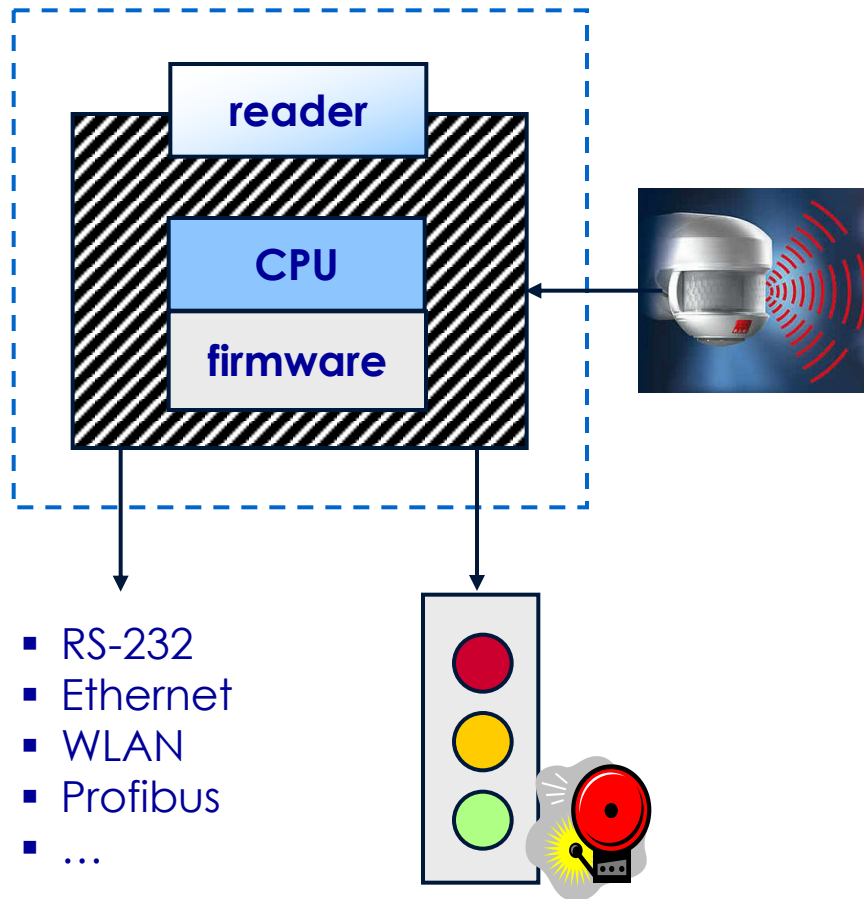 reader
CPU
firmware
▪ RS-232
▪ Ethernet
▪ WLAN
▪ Profibus
▪ …